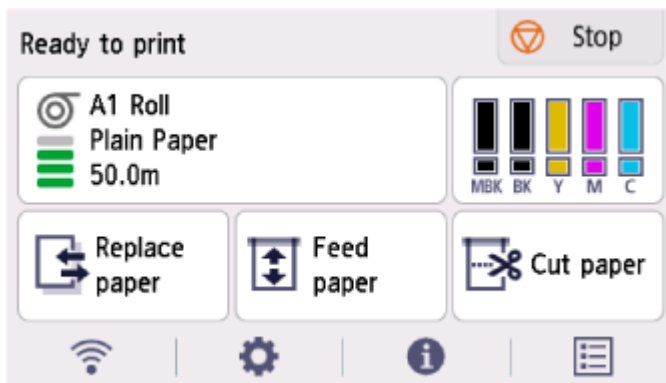 Ready to print
Stop
A1 Roll
Plain Paper
50.0m
MBK BK Y M C
Replace
paper
Feed
paper
Cut paper